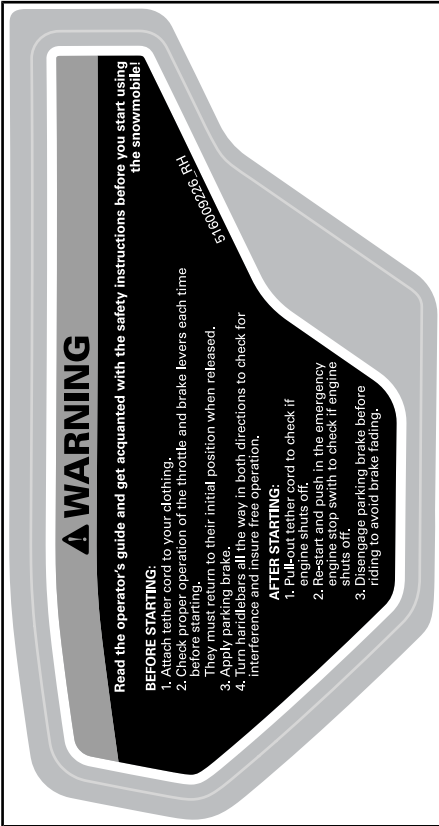 WARNING
Read the operator's guide and get acquanted with the safety instructions before you start using
the snowmobile!
BEFORE STARTING:
1. Attach tether cord to your clothing.
2. Check proper operation of the throttle and brake levers each time
before starting.
They must return to their initial position when released.
3. Apply parking brake.
4. Turn handlebars all the way in both directions to check for
interference and insure free operation.
AFTER STARTING:
1. Pull-out tether cord to check if
engine shuts off.
2. Re-start and push in the emergency
engine stop swith to check if engine
shuts off.
3. Disengage parking brake before
riding to avoid brake fading.
516009226_RH